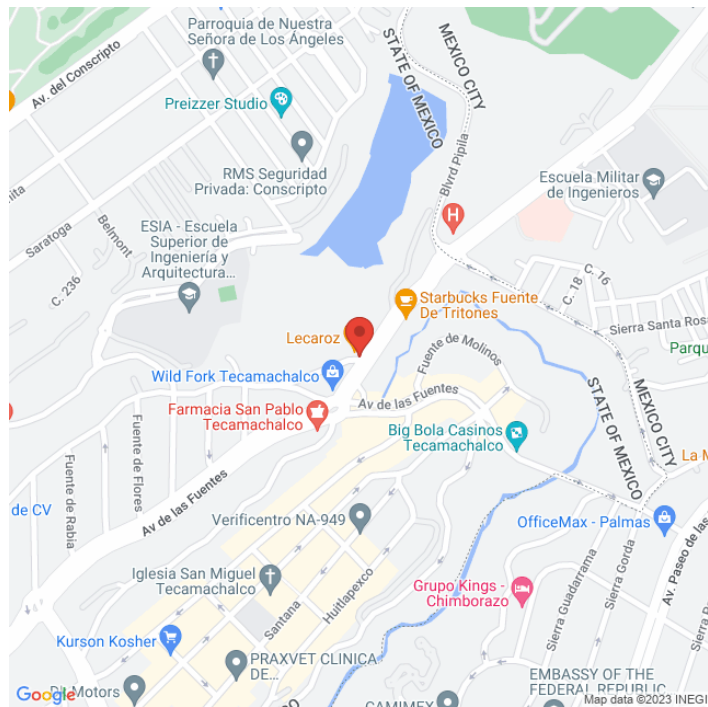 Parroquia de Nuestra
Señora de Los Ángeles
MEXICO CITY
STATE OF MEXICO
Av. del Conscripto
Preizzer Studio
RMS Seguridad
Privada: Conscripto
Blvrd Pipila
Escuela Militar
de Ingenieros
Saratoga
Belmont
ESIA - Escuela
Superior de
Ingeniería y
Arquitectura...
C. 236
H
C. 18
C. 16
Starbucks Fuente
De Tritones
Sierra Santa Rosa
Lecaroz
Fuente de Molinos
Parqu
Wild Fork Tecamachalco
Av de las Fuentes
Farmacia San Pablo
Tecamachalco
Big Bola Casinos
Tecamachalco
STATE OF MEXICO
MEXICO CITY
La M
Fuente de Flores
Fuente de Rabia
de CV
Av de las Fuentes
Verificentro NA-949
OfficeMax - Palmas
Iglesia San Miguel
Tecamachalco
Huitlapexco
Santana
Grupo Kings -
Chimborazo
Sierra Guadarrama
Sierra Gorda
Av. Paseo de las
Kurson Kosher
PRAXVET CLINICA
DE...
Motors
CAMIMEX
EMBASSY OF THE
FEDERAL REPUBLIC
Google
Map data ©2023 INEGI